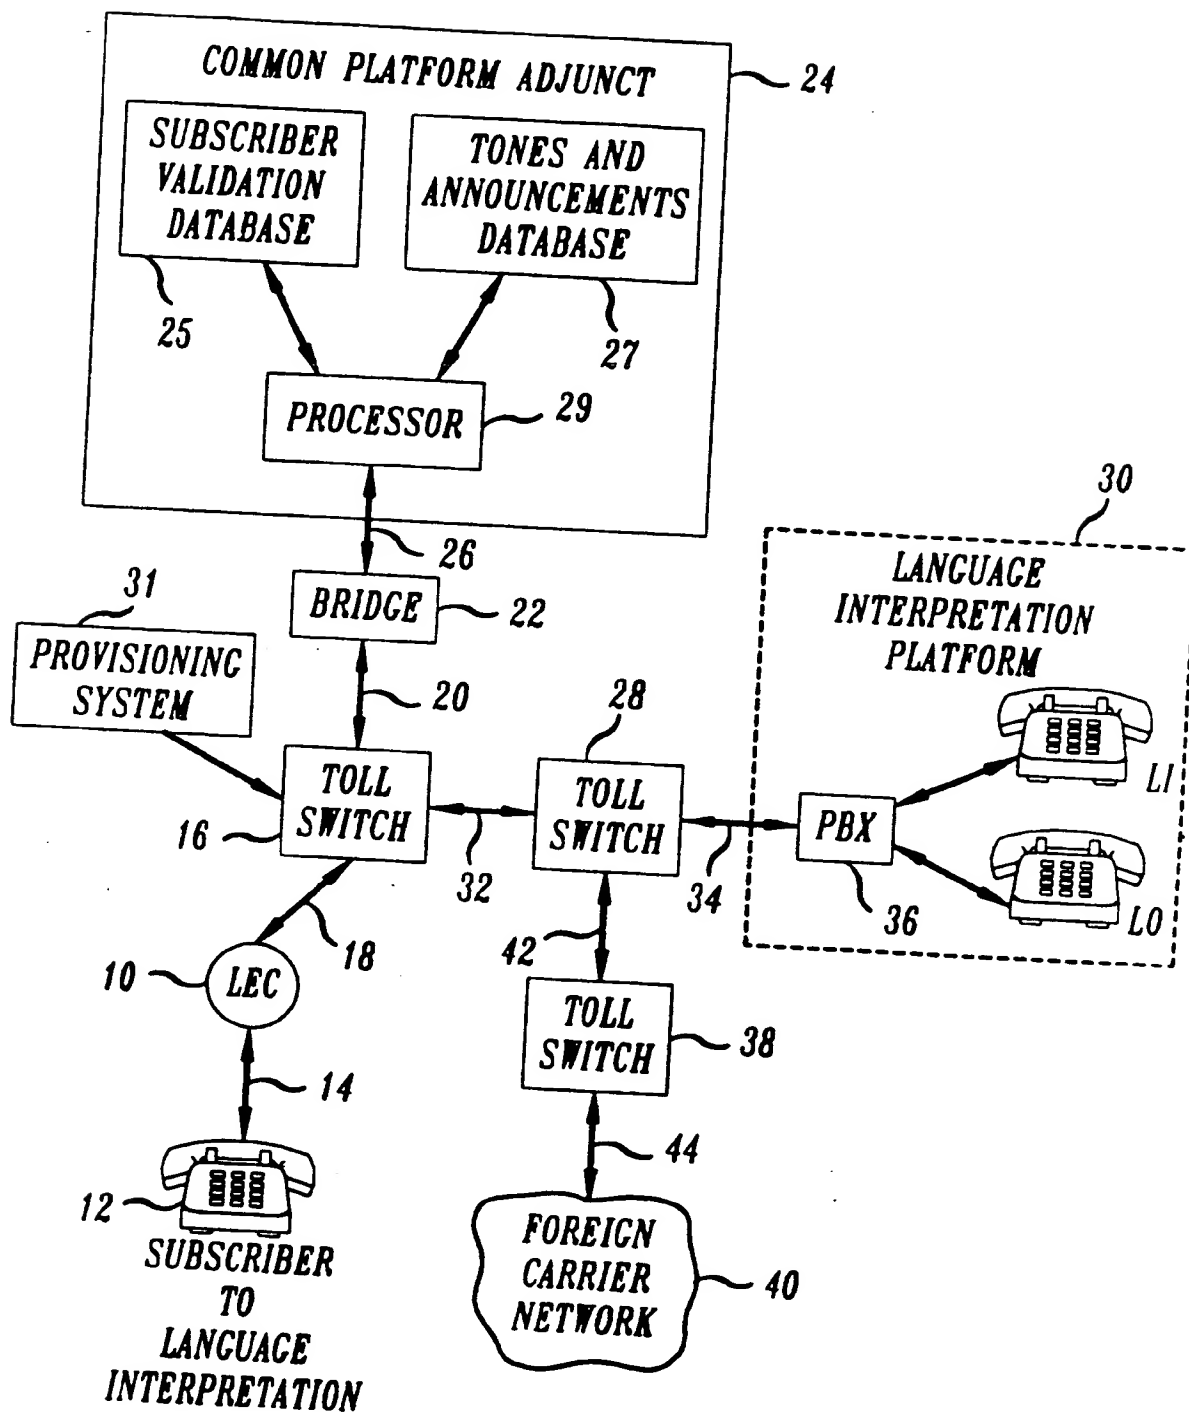 COMMON PLATFORM ADJUNCT
24
SUBSCRIBER
VALIDATION
DATABASE
TONES AND
ANNOUNCEMENTS
DATABASE
25
27
PROCESSOR
29
26
30
BRIDGE
22
LANGUAGE
INTERPRETATION
PLATFORM
31
PROVISIONING
SYSTEM
20
28
TOLL
SWITCH
16
32
TOLL
SWITCH
34
PBX
36
LI
LO
18
42
10
LEC
TOLL
SWITCH
38
14
44
12
SUBSCRIBER
TO
LANGUAGE
INTERPRETATION
FOREIGN
CARRIER
NETWORK
40